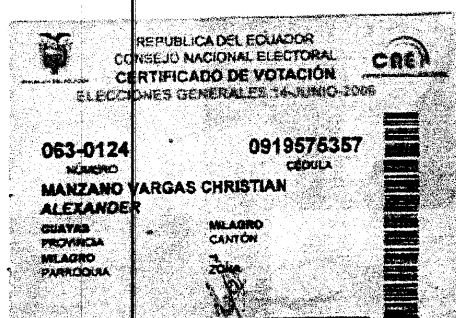 REPUBLICA DEL ECUADOR
CONSEJO NACIONAL ELECTORAL
CNE
CERTIFICADO DE VOTACIÓN
ELECCIONES GENERALES 14-JUNIO-2009
063-0124
NÚMERO
0919575357
CÉDULA
MANZANO VARGAS CHRISTIAN
ALEXANDER
GUAYAS
PROVINCIA
MILAGRO
CANTÓN
MILAGRO
PARROQUIA
ZONA